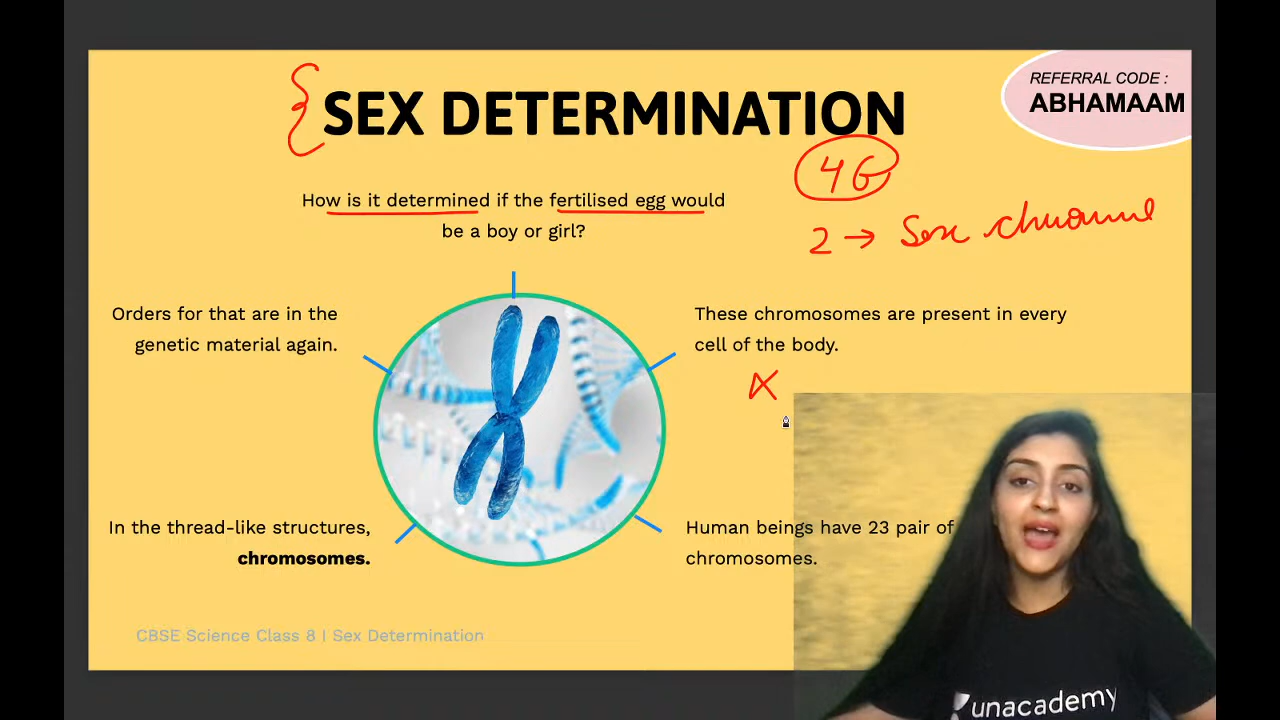 SEX DETERMINATION
REFERRAL CODE :
ABHAMAAM
How is it determined if the fertilised egg would
be a boy or girl?
46
2 → Sex
Orders for that are in the
genetic material again.
These chromosomes are present in every
cell of the body.
X
In the thread-like structures,
chromosomes.
Human beings have 23 pair of
chromosomes.
CBSE Science Class 8 | Sex Determination
unacademy